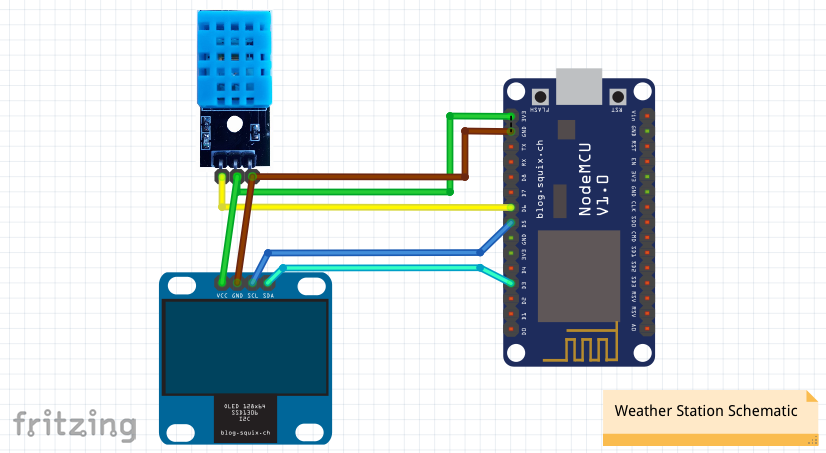 FLASH
RST
3V3
GND
TX
RX
D8
D7
D6
D5
GND
3V3
D4
D3
D2
D1
D0
blog-squix.ch
NodeMCU
V1.0
Vin
GND
RST
EN
3V3
GND
CLK
SD0
CMD
SD1
SD2
SD3
RSV
RSV
A0
VCC GND SCL SDA
OLED 128x64
SSD1306
I2C
blog-squix.ch
Weather Station Schematic
fritzing